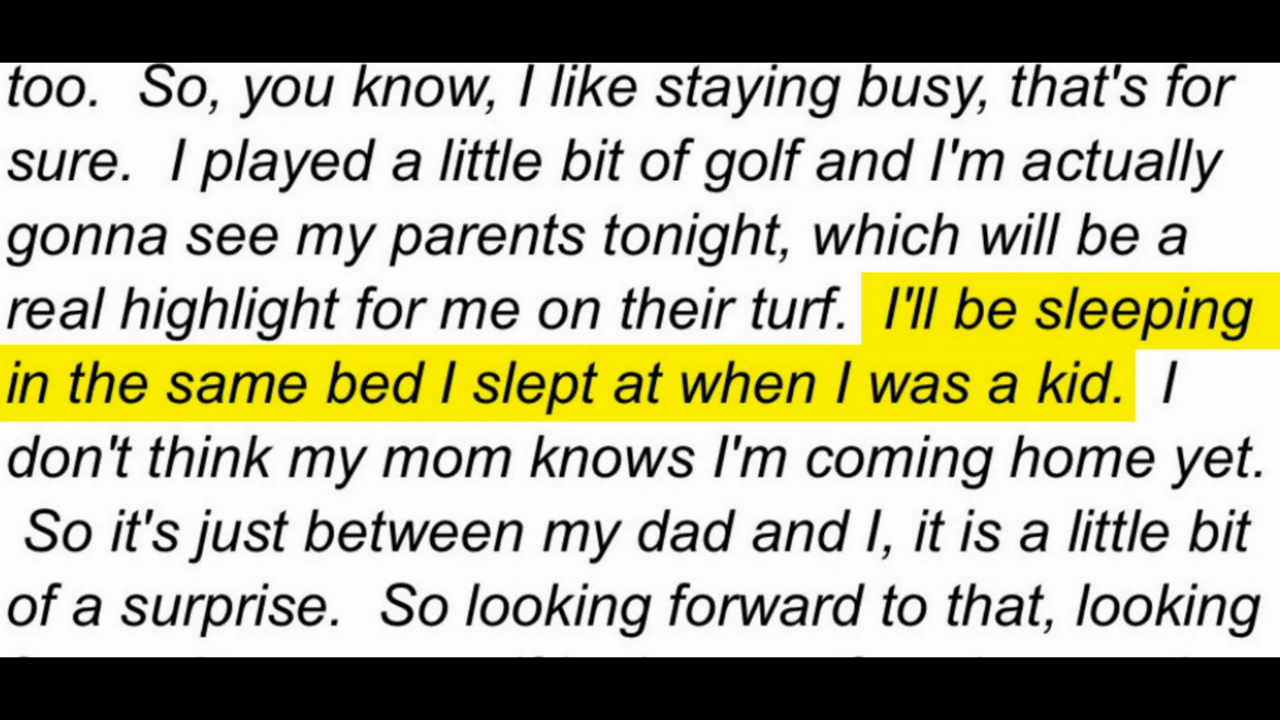 too. So, you know, I like staying busy, that's for
sure. I played a little bit of golf and I'm actually
gonna see my parents tonight, which will be a
real highlight for me on their turf. I'll be sleeping
in the same bed I slept at when I was a kid. I
don't think my mom knows I'm coming home yet.
So it's just between my dad and I, it is a little bit
of a surprise. So looking forward to that, looking